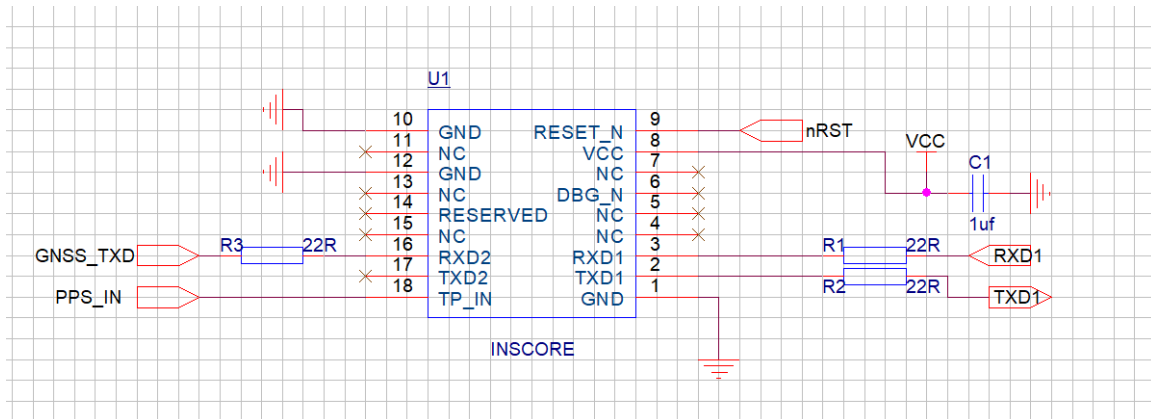 U1
10 GND RESET_N 9 nRST
11 NC VCC 8 VCC
12 GND NC 7 C1
13 NC DBG_N 6
14 RESERVED NC 5 1uf
15 NC NC 4
GNSS_TXD R3 22R 16 RXD2 RXD1 3 R1 22R RXD1
17 TXD2 TXD1 2 R2 22R TXD1
PPS_IN 18 TP_IN GND 1
INSCORE